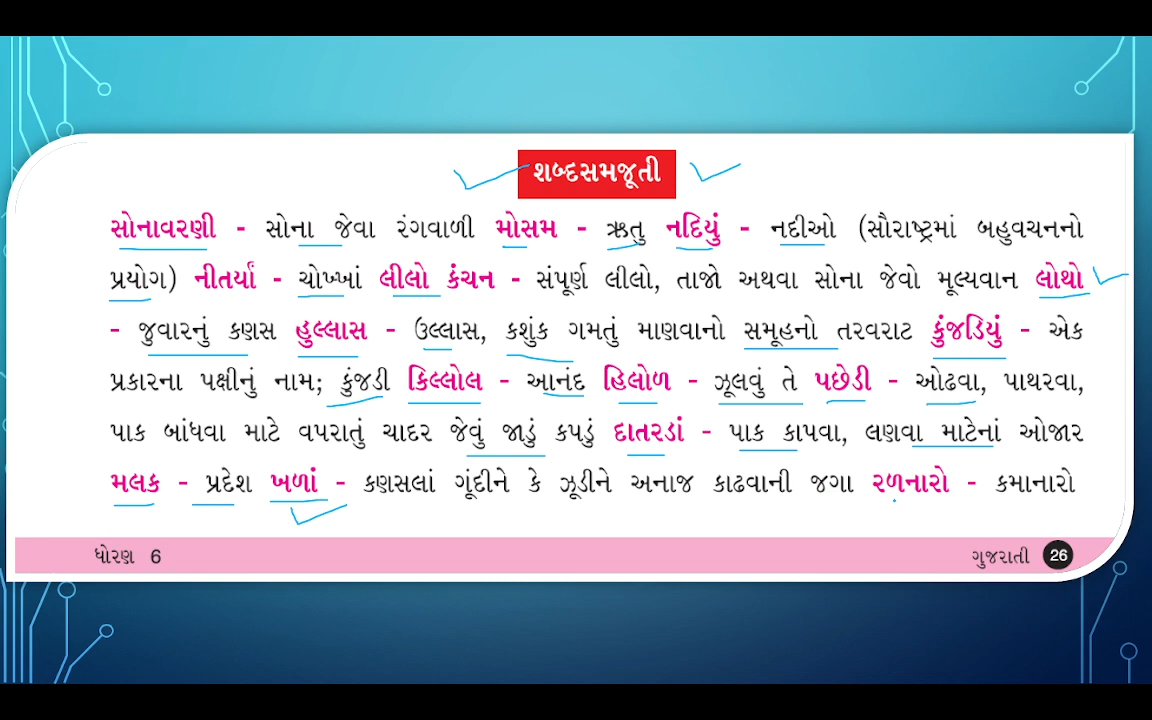 શબ્દસમજૂતી
સોનાવરણી - સોના જેવા રંગવાળી મોસમ - ઋતુ નદિયું - નદીઓ (સૌરાષ્ટ્રમાં બહુવચનનો
પ્રયોગ) નીતર્યાં - ચોખ્ખાં લીલો કંચન - સંપૂર્ણ લીલો, તાજો અથવા સોના જેવો મૂલ્યવાન લોથો
- જુવારનું કણસ હુલ્લાસ - ઉલ્લાસ, કશુંક ગમતું માણવાનો સમૂહનો તરવરાટ કુંજડિયું - એક
પ્રકારના પક્ષીનું નામ; કુંજડી કિલ્લોલ - આનંદ હિલોળ - ઝૂલવું તે પછેડી - ઓઢવા, પાથરવા,
પાક બાંધવા માટે વપરાતું ચાદર જેવું જાડું કપડું દાતરડાં - પાક કાપવા, લણવા માટેનાં ઓજાર
મલક - પ્રદેશ ખળાં - કણસલાં ગૂંદીને કે ઝૂડીને અનાજ કાઢવાની જગા રળનારો - કમાનારો
ધોરણ 6 ગુજરાતી 26